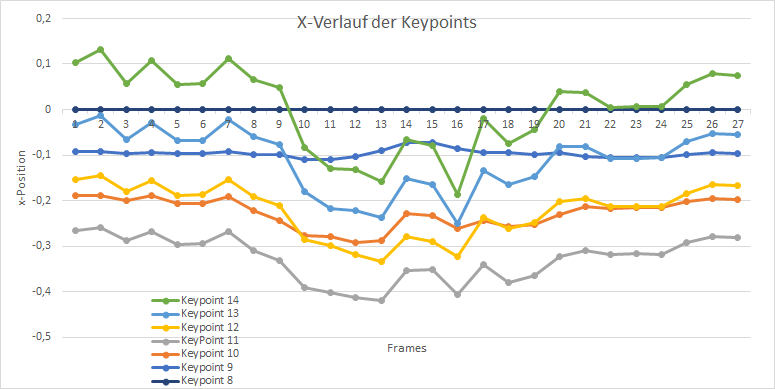 X-Verlauf der Keypoints
0,2
0,1
0
1 2 3 4 5 6 7 8 9 10 11 12 13 14 15 16 17 18 19 20 21 22 23 24 25 26 27
-0,1
-0,2
-0,3
-0,4
-0,5
x-Position
Frames
Keypoint 14
Keypoint 13
Keypoint 12
KeyPoint 11
Keypoint 10
Keypoint 9
Keypoint 8